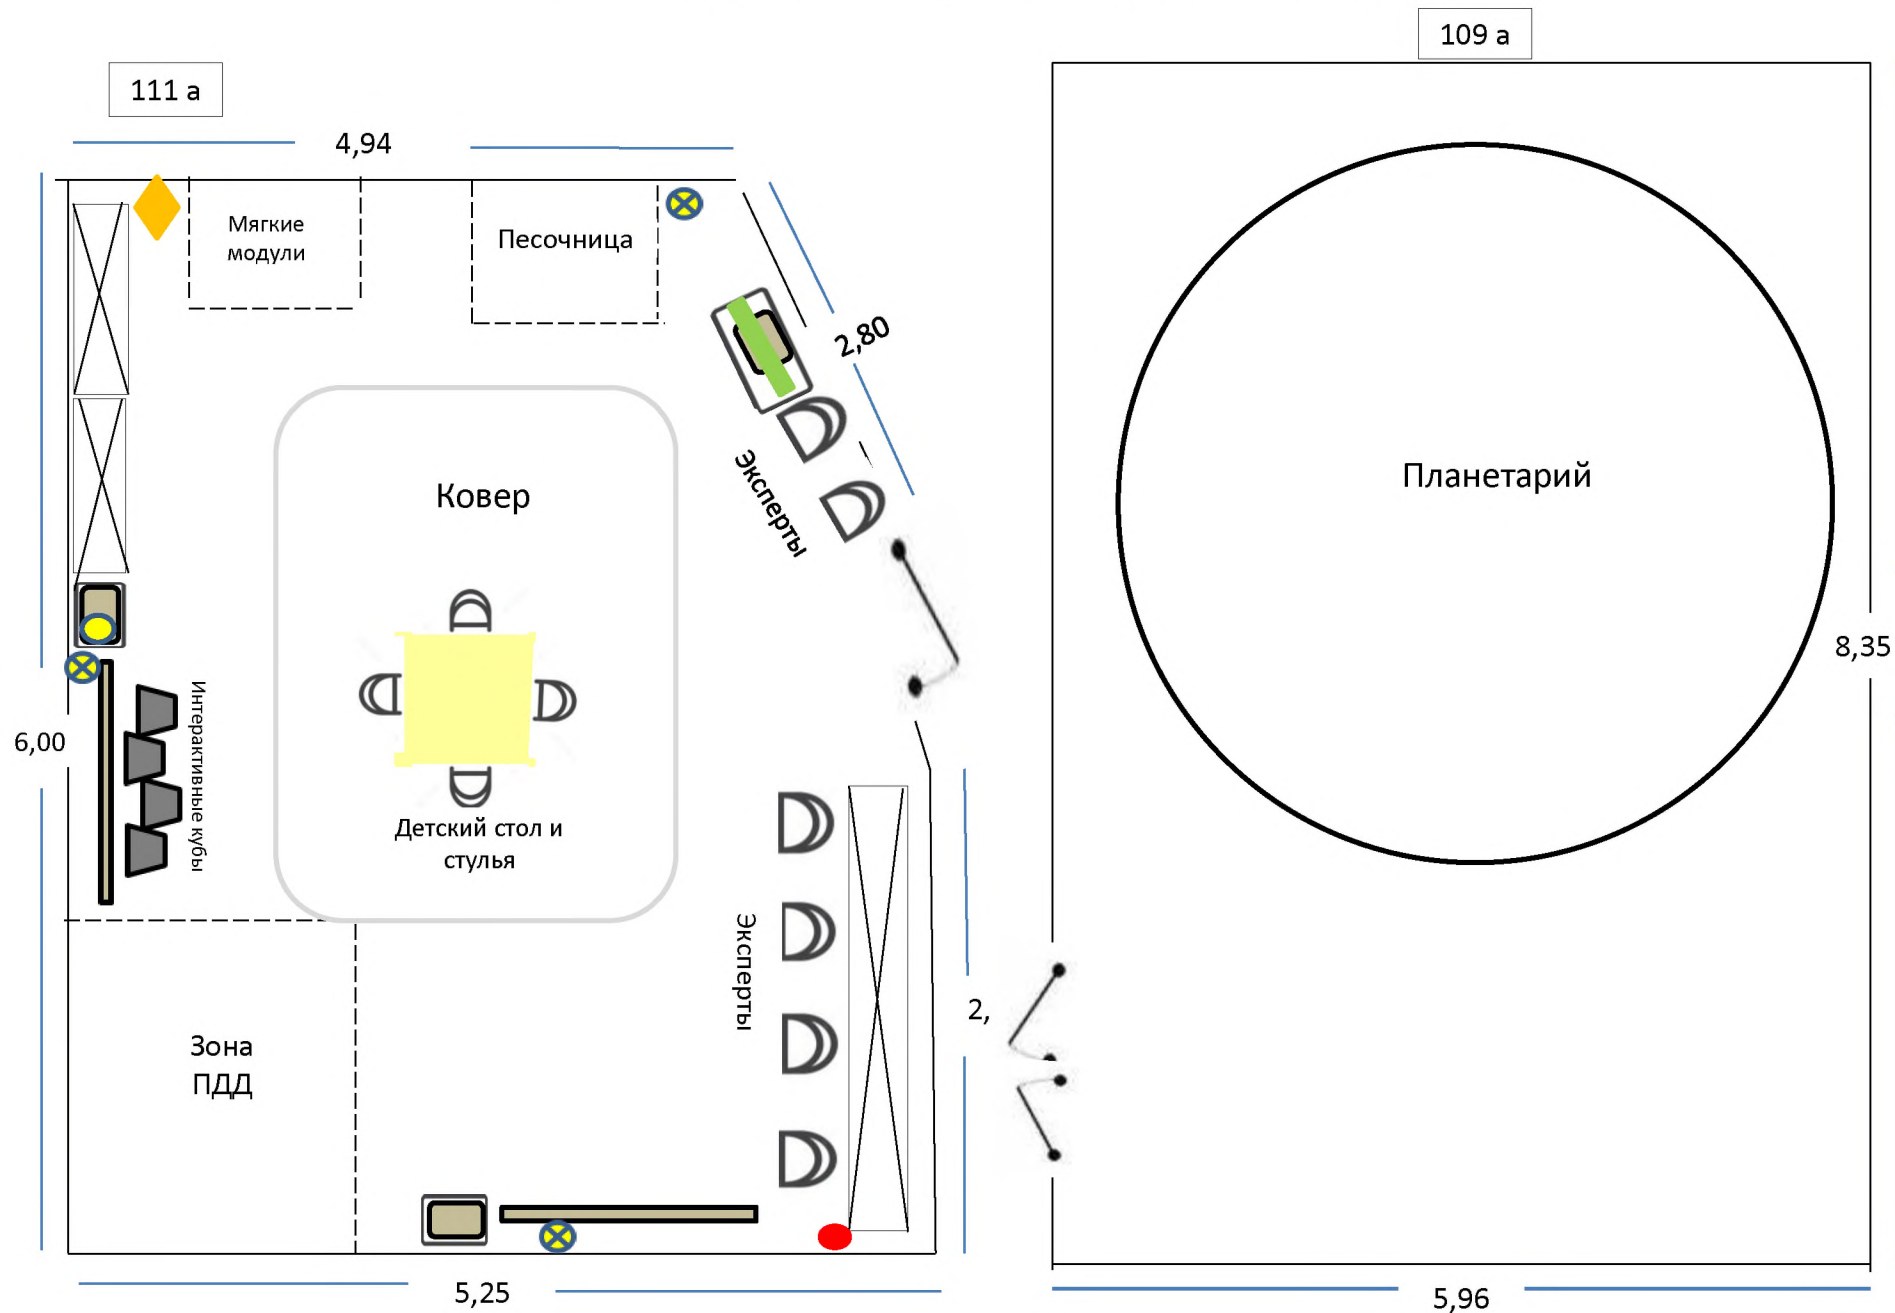 109 а
111 а
4,94
Мягкие
модули
Песочница
2,80
Эксперты
Ковер
Планетарий
8,35
6,00
Интерактивные кубы
Детский стол и
стулья
Эксперты
2,
Зона
ПДД
5,25
5,96